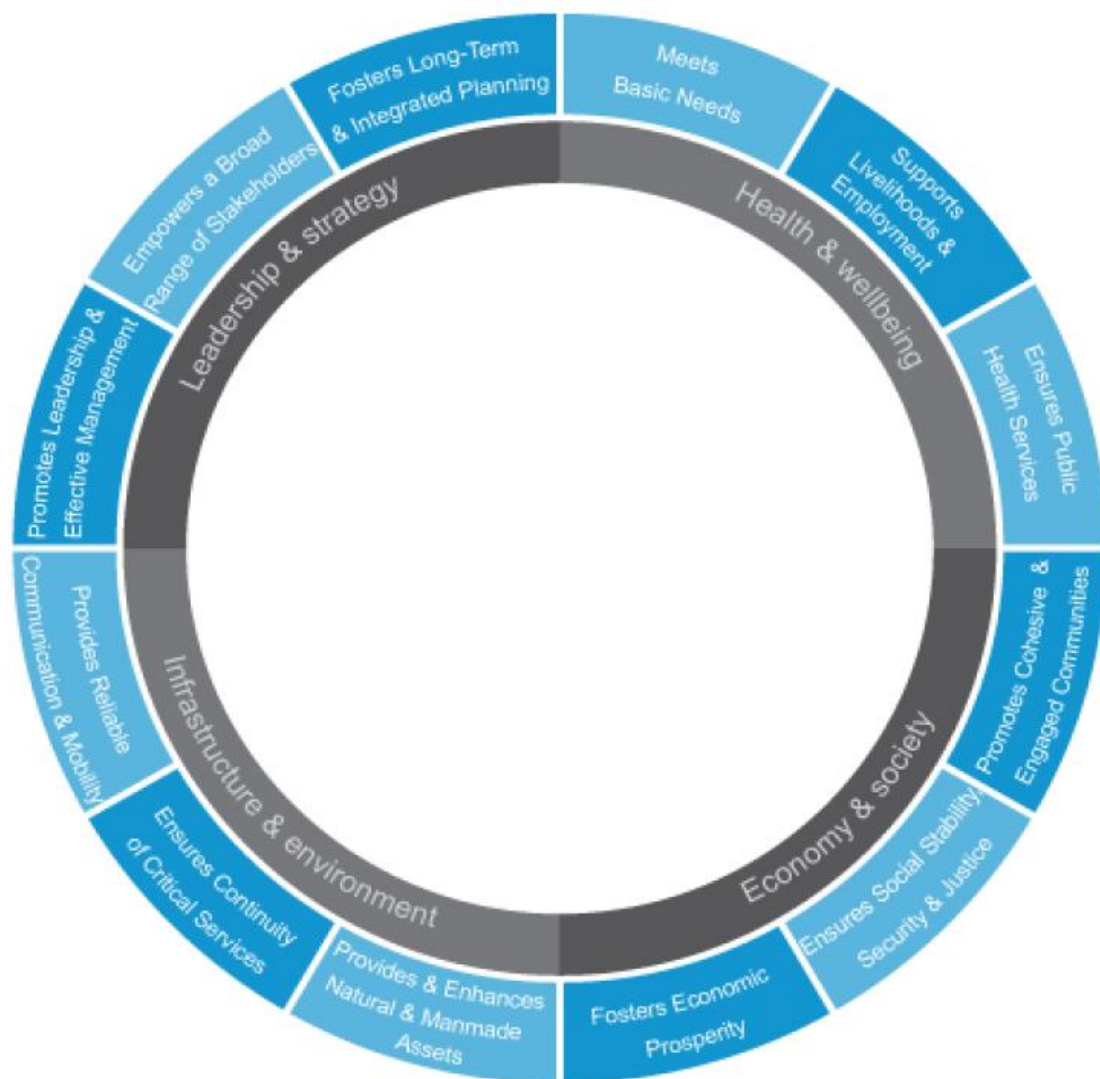 Meets
Basic Needs
Supports
Livelihoods &
Employment
Ensures Public
Health Services
Promotes Cohesive &
Engaged Communities
Ensures Social Stability,
Security & Justice
Fosters Economic
Prosperity
Provides & Enhances
Natural & Manmade
Assets
Ensures Continuity
of Critical Services
Provides Reliable
Communication & Mobility
Promotes Leadership &
Effective Management
Empowers a Broad
Range of Stakeholders
Fosters Long-Term
& Integrated Planning
Health & wellbeing
Economy & society
Infrastructure & environment
Leadership & strategy